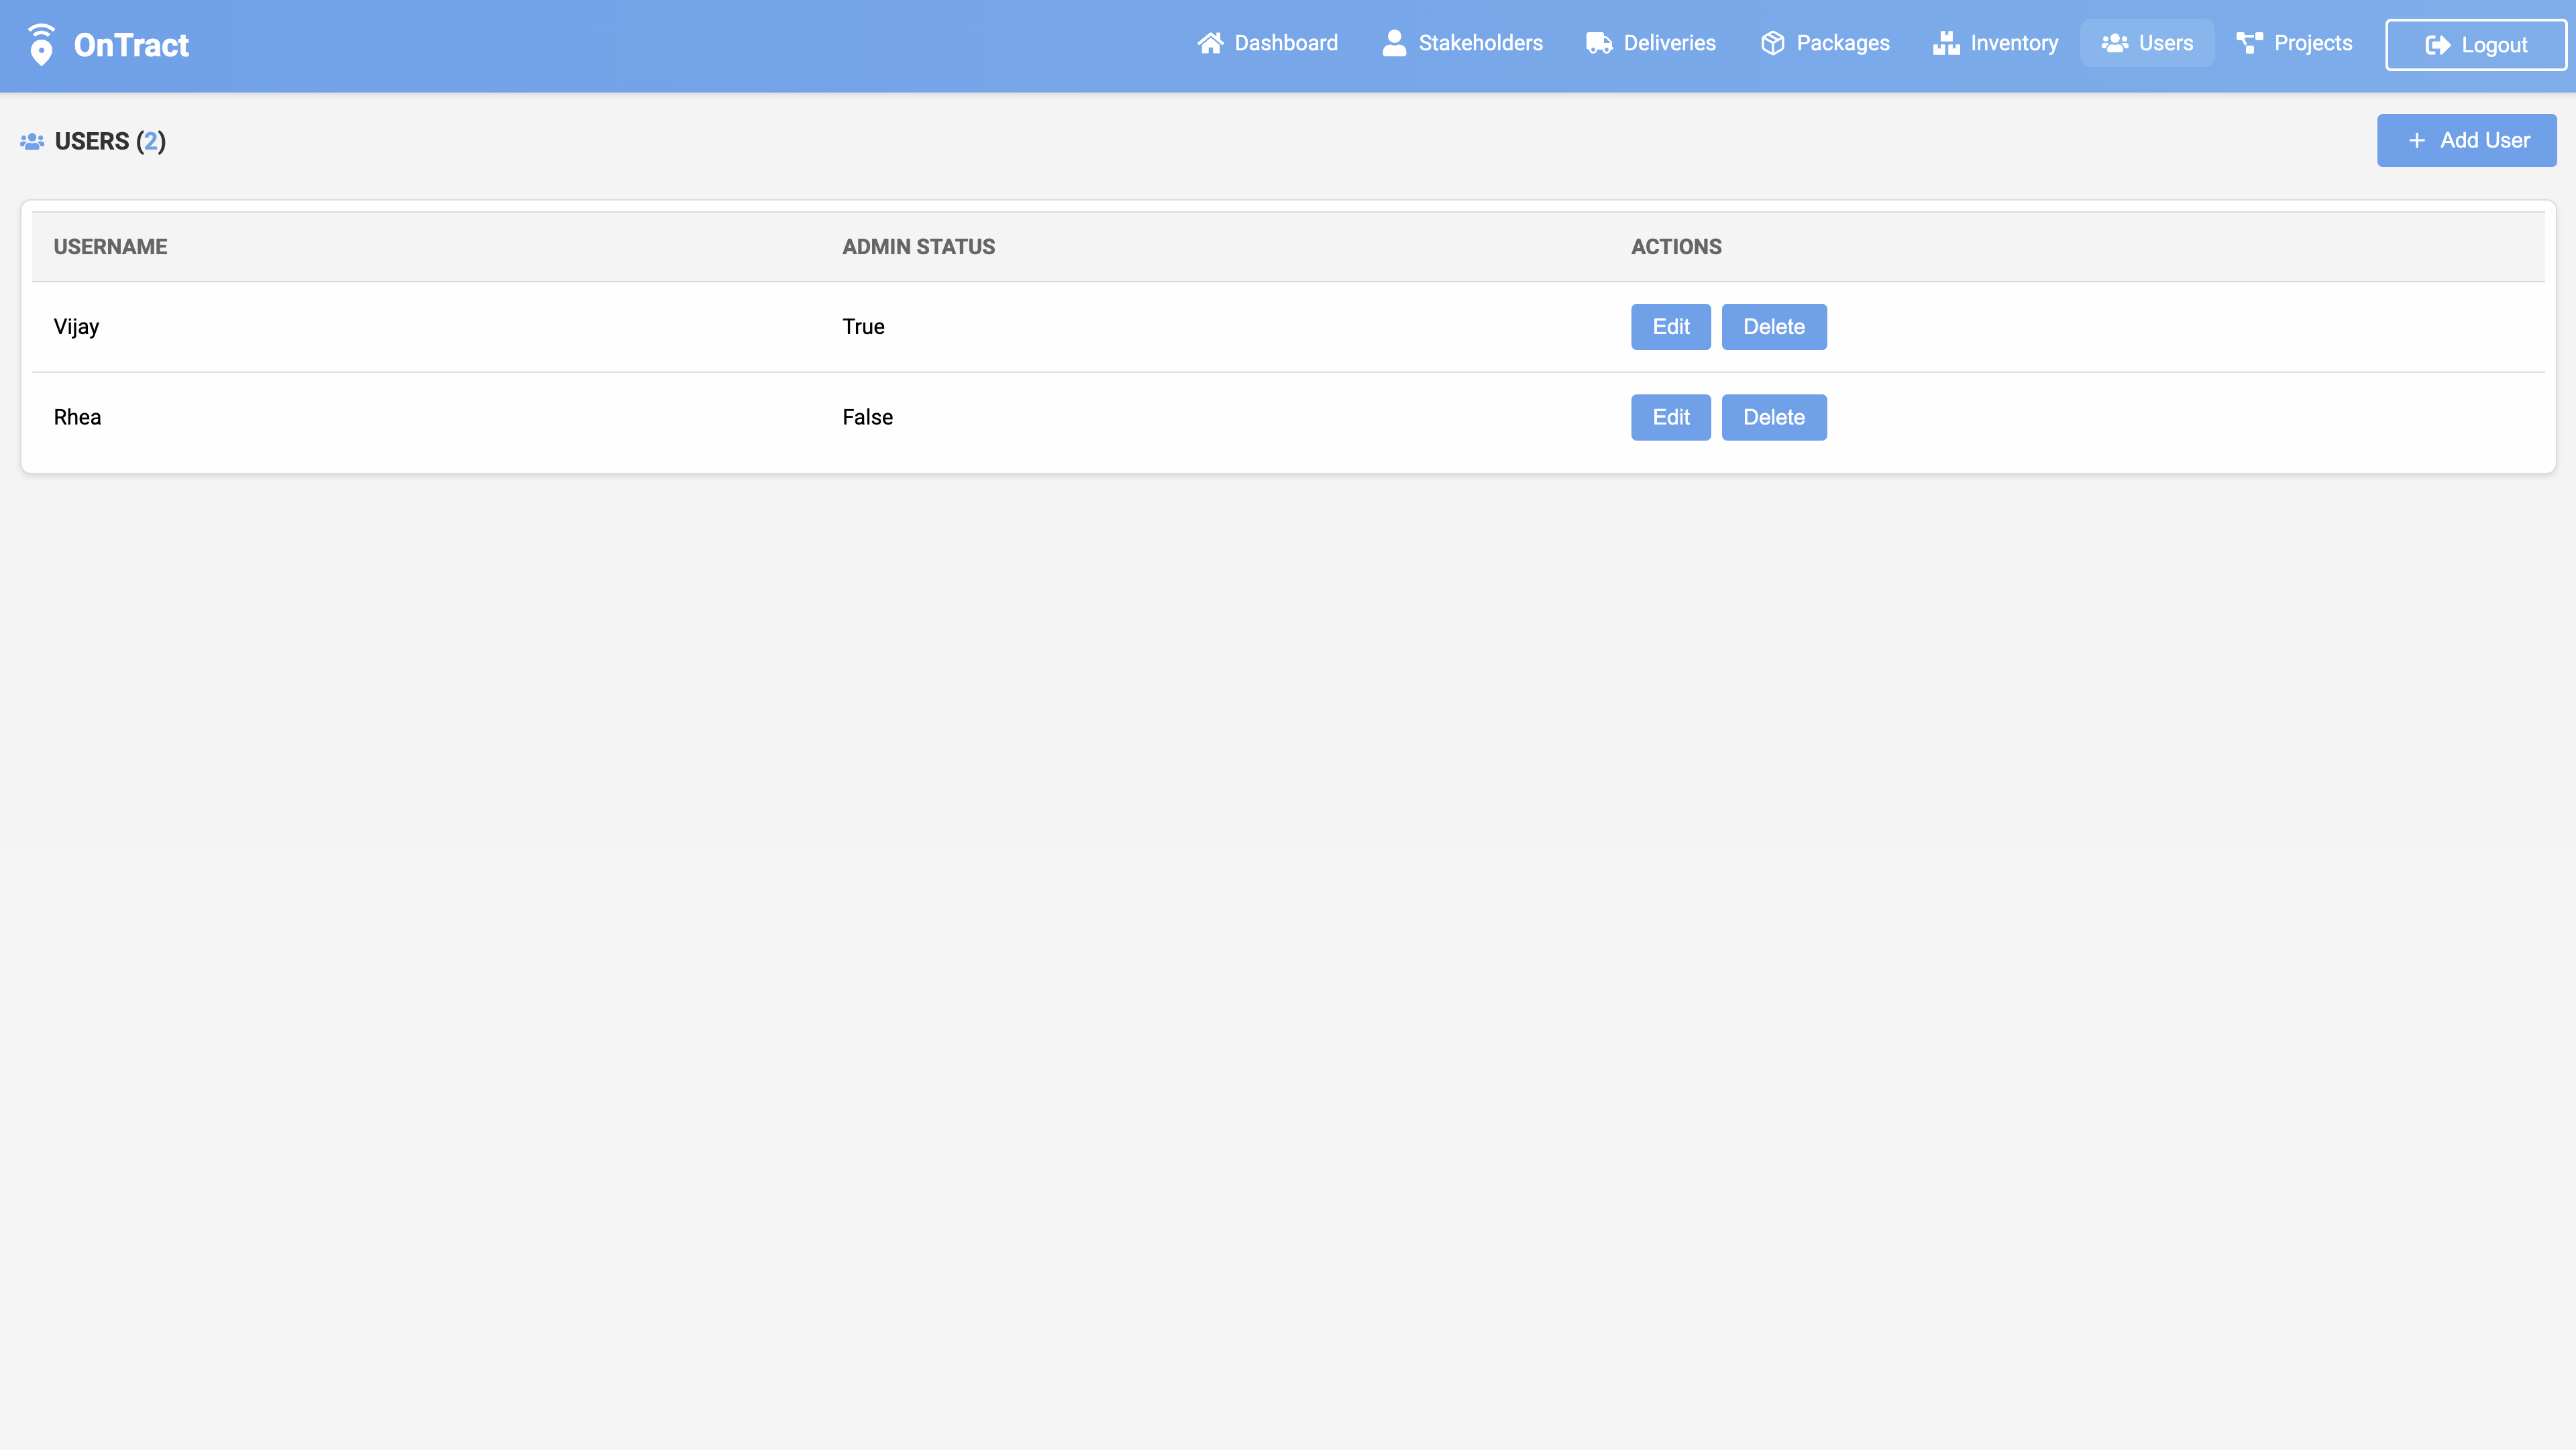 OnTract
Dashboard Stakeholders Deliveries Packages Inventory Users Projects Logout
USERS (2)
+ Add User
USERNAME ADMIN STATUS ACTIONS
Vijay True Edit Delete
Rhea False Edit Delete